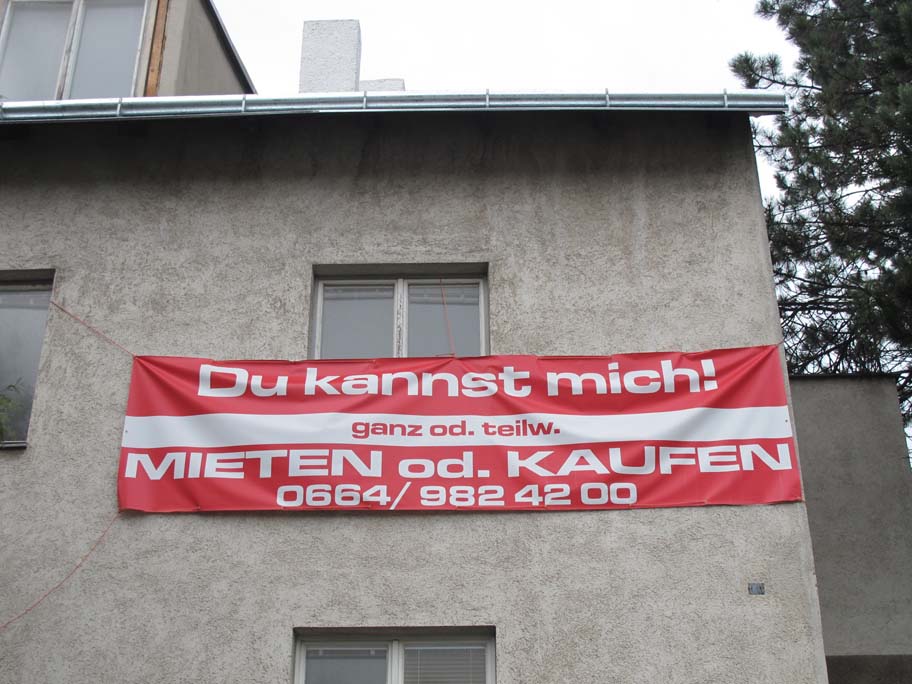 Du kannst mich!
ganz od. teilw.
MIETEN od. KAUFEN
0664/982 42 00